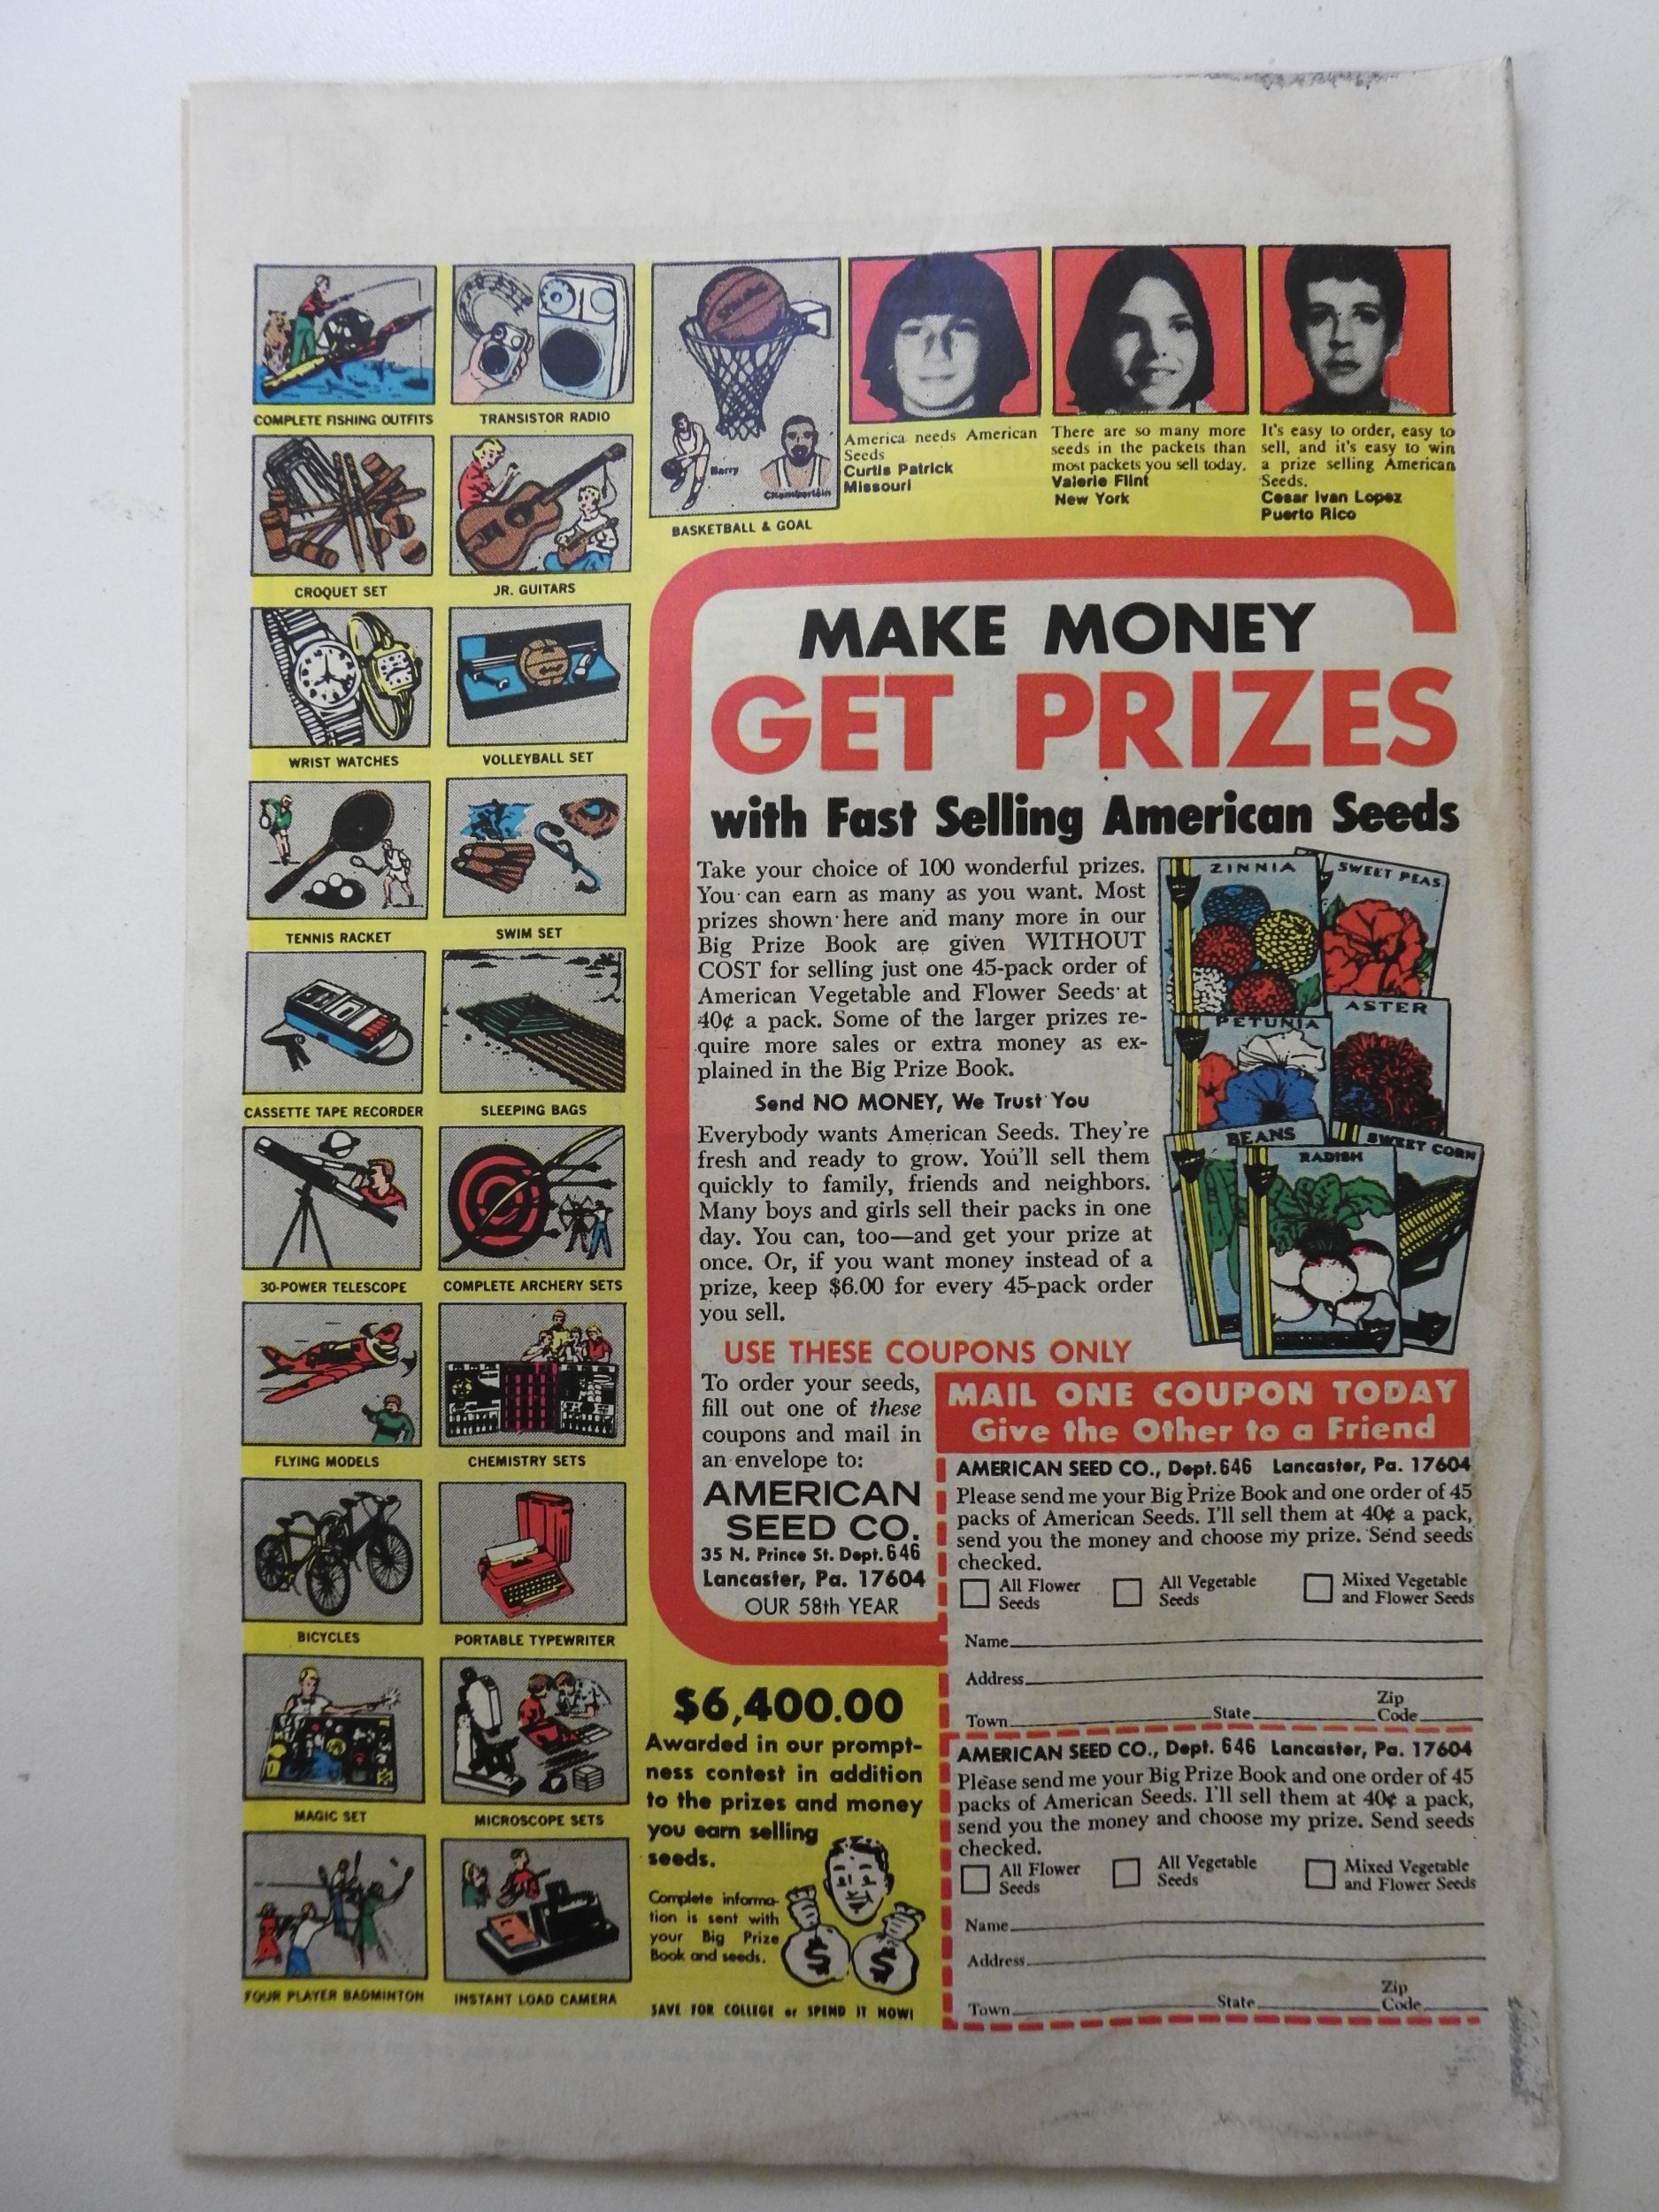 COMPLETE FISHING OUTFITS
TRANSISTOR RADIO
CROQUET SET
JR. GUITARS
WRIST WATCHES
VOLLEYBALL SET
TENNIS RACKET
SWIM SET
CASSETTE TAPE RECORDER
SLEEPING BAGS
30-POWER TELESCOPE
COMPLETE ARCHERY SETS
FLYING MODELS
CHEMISTRY SETS
BICYCLES
PORTABLE TYPEWRITER
MAGIC SET
MICROSCOPE SETS
FOUR PLAYER BADMINTON
INSTANT LOAD CAMERA
Barry
Chamberlain
BASKETBALL & GOAL
America needs American
Seeds
Curtis Patrick
Missouri
There are so many more
seeds in the packets than
most packets you sell today.
Valerie Flint
New York
It's easy to order, easy to
sell, and it's easy to win
a prize selling American
Seeds.
Cesar Ivan Lopez
Puerto Rico
MAKE MONEY
GET PRIZES
with Fast Selling American Seeds
Take your choice of 100 wonderful prizes.
You can earn as many as you want. Most
prizes shown here and many more in our
Big Prize Book are given WITHOUT
COST for selling just one 45-pack order of
American Vegetable and Flower Seeds at
40¢ a pack. Some of the larger prizes re-
quire more sales or extra money as ex-
plained in the Big Prize Book.
Send NO MONEY, We Trust You
Everybody wants American Seeds. They're
fresh and ready to grow. You'll sell them
quickly to family, friends and neighbors.
Many boys and girls sell their packs in one
day. You can, too—and get your prize at
once. Or, if you want money instead of a
prize, keep $6.00 for every 45-pack order
you sell.
ZINNIA
SWEET PEAS
PETUNIA
ASTER
BEANS
RADISH
SWEET CORN
USE THESE COUPONS ONLY
To order your seeds,
fill out one of these
coupons and mail in
an envelope to:
AMERICAN
SEED CO.
35 N. Prince St. Dept. 646
Lancaster, Pa. 17604
OUR 58th YEAR
MAIL ONE COUPON TODAY
Give the Other to a Friend
AMERICAN SEED CO., Dept. 646 Lancaster, Pa. 17604
Please send me your Big Prize Book and one order of 45
packs of American Seeds. I'll sell them at 40¢ a pack,
send you the money and choose my prize. Send seeds
checked.
All Flower
Seeds
All Vegetable
Seeds
Mixed Vegetable
and Flower Seeds
Name
Address
Town State Zip
Code
AMERICAN SEED CO., Dept. 646 Lancaster, Pa. 17604
Please send me your Big Prize Book and one order of 45
packs of American Seeds. I'll sell them at 40¢ a pack,
send you the money and choose my prize. Send seeds
checked.
All Flower
Seeds
All Vegetable
Seeds
Mixed Vegetable
and Flower Seeds
Name
Address
Town State Zip
Code
$6,400.00
Awarded in our prompt-
ness contest in addition
to the prizes and money
you earn selling
seeds.
Complete informa-
tion is sent with
your Big Prize
Book and seeds.
$ $
SAVE FOR COLLEGE or SPEND IT NOW!